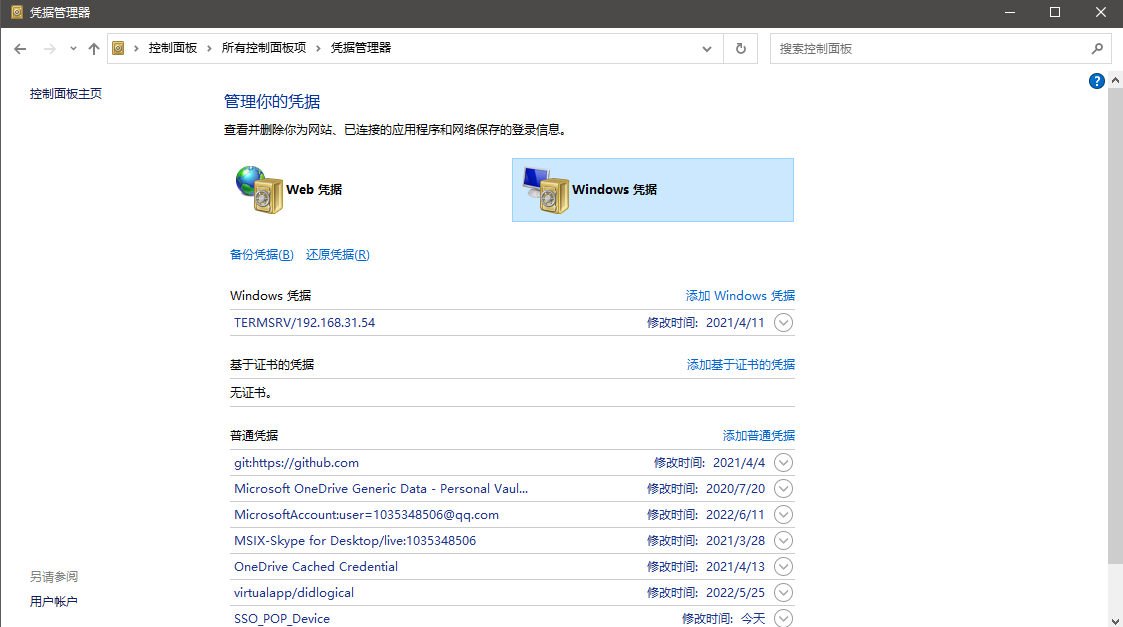 凭据管理器
控制面板 所有控制面板项 凭据管理器 搜索控制面板
控制面板主页
管理你的凭据
查看并删除你为网站、已连接的应用程序和网络保存的登录信息。
Web 凭据 Windows 凭据
备份凭据(B) 还原凭据(R)
Windows 凭据 添加 Windows 凭据
TERMSRV/192.168.31.54 修改时间: 2021/4/11
基于证书的凭据 添加基于证书的凭据
无证书。
普通凭据 添加普通凭据
git:https://github.com 修改时间: 2021/4/4
Microsoft OneDrive Generic Data - Personal Vaul... 修改时间: 2020/7/20
MicrosoftAccount:user=1035348506@qq.com 修改时间: 2022/6/11
MSIX-Skype for Desktop/live:1035348506 修改时间: 2021/3/28
OneDrive Cached Credential 修改时间: 2021/4/13
virtualapp/didlogical 修改时间: 2022/5/25
SSO_POP_Device 修改时间: 今天
另请参阅
用户帐户